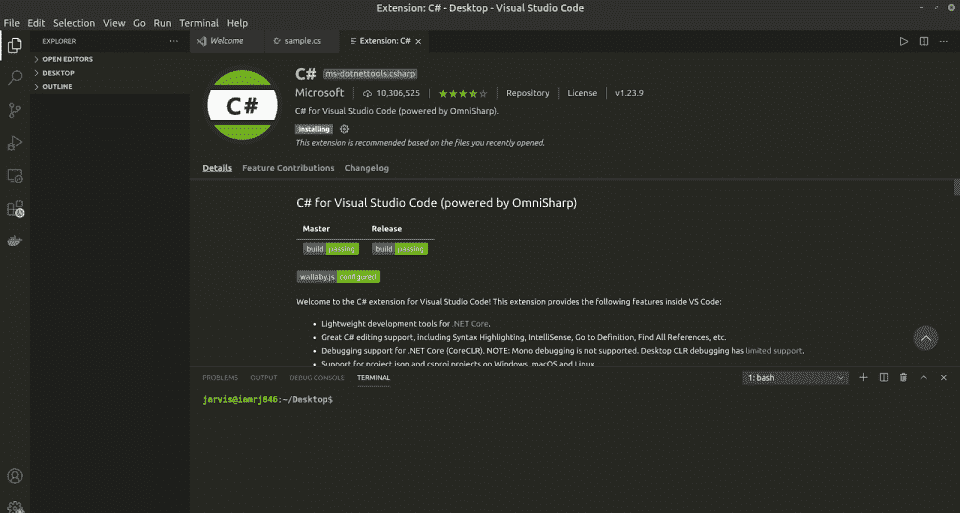 Extension: C# - Desktop - Visual Studio Code
File Edit Selection View Go Run Terminal Help
EXPLORER ···
Welcome sample.cs Extension: C#
OPEN EDITORS
DESKTOP
OUTLINE
C#
C# ms-dotnettools.csharp
Microsoft 10,306,525 Repository License v1.23.9
C# for Visual Studio Code (powered by OmniSharp).
Installing
This extension is recommended based on the files you recently opened.
Details Feature Contributions Changelog
C# for Visual Studio Code (powered by OmniSharp)
Master Release
build passing build passing
wallaby.js configured
Welcome to the C# extension for Visual Studio Code! This extension provides the following features inside VS Code:
• Lightweight development tools for .NET Core.
• Great C# editing support, including Syntax Highlighting, IntelliSense, Go to Definition, Find All References, etc.
• Debugging support for .NET Core (CoreCLR). NOTE: Mono debugging is not supported. Desktop CLR debugging has limited support.
• Support for project.json and csproj projects on Windows, macOS and Linux.
PROBLEMS OUTPUT DEBUG CONSOLE TERMINAL 1: bash
jarvis@iamrj846:~/Desktop$